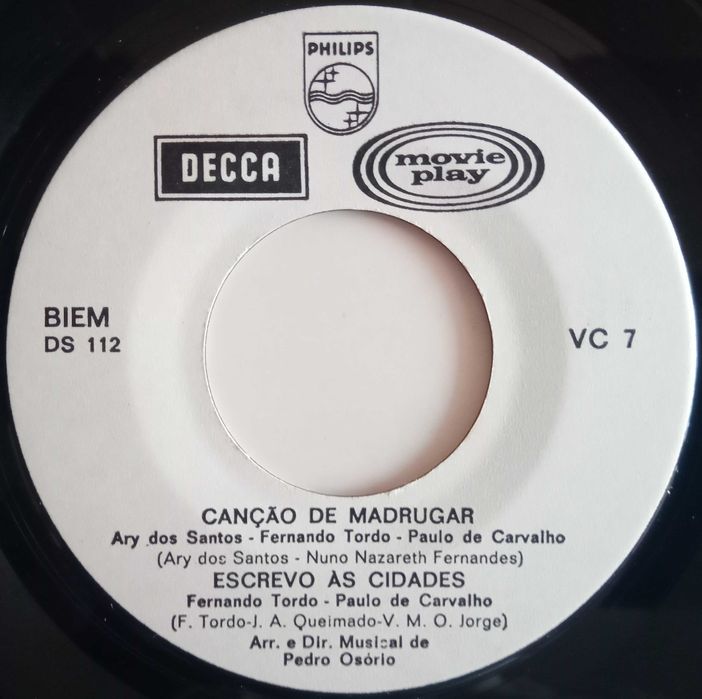 PHILIPS
DECCA
movie
play
BIEM
DS 112
VC 7
CANÇÃO DE MADRUGAR
Ary dos Santos - Fernando Tordo - Paulo de Carvalho
(Ary dos Santos - Nuno Nazareth Fernandes)
ESCREVO ÀS CIDADES
Fernando Tordo - Paulo de Carvalho
(F. Tordo-J. A. Queimado-V. M. O. Jorge)
Arr. e Dir. Musical de
Pedro Osório